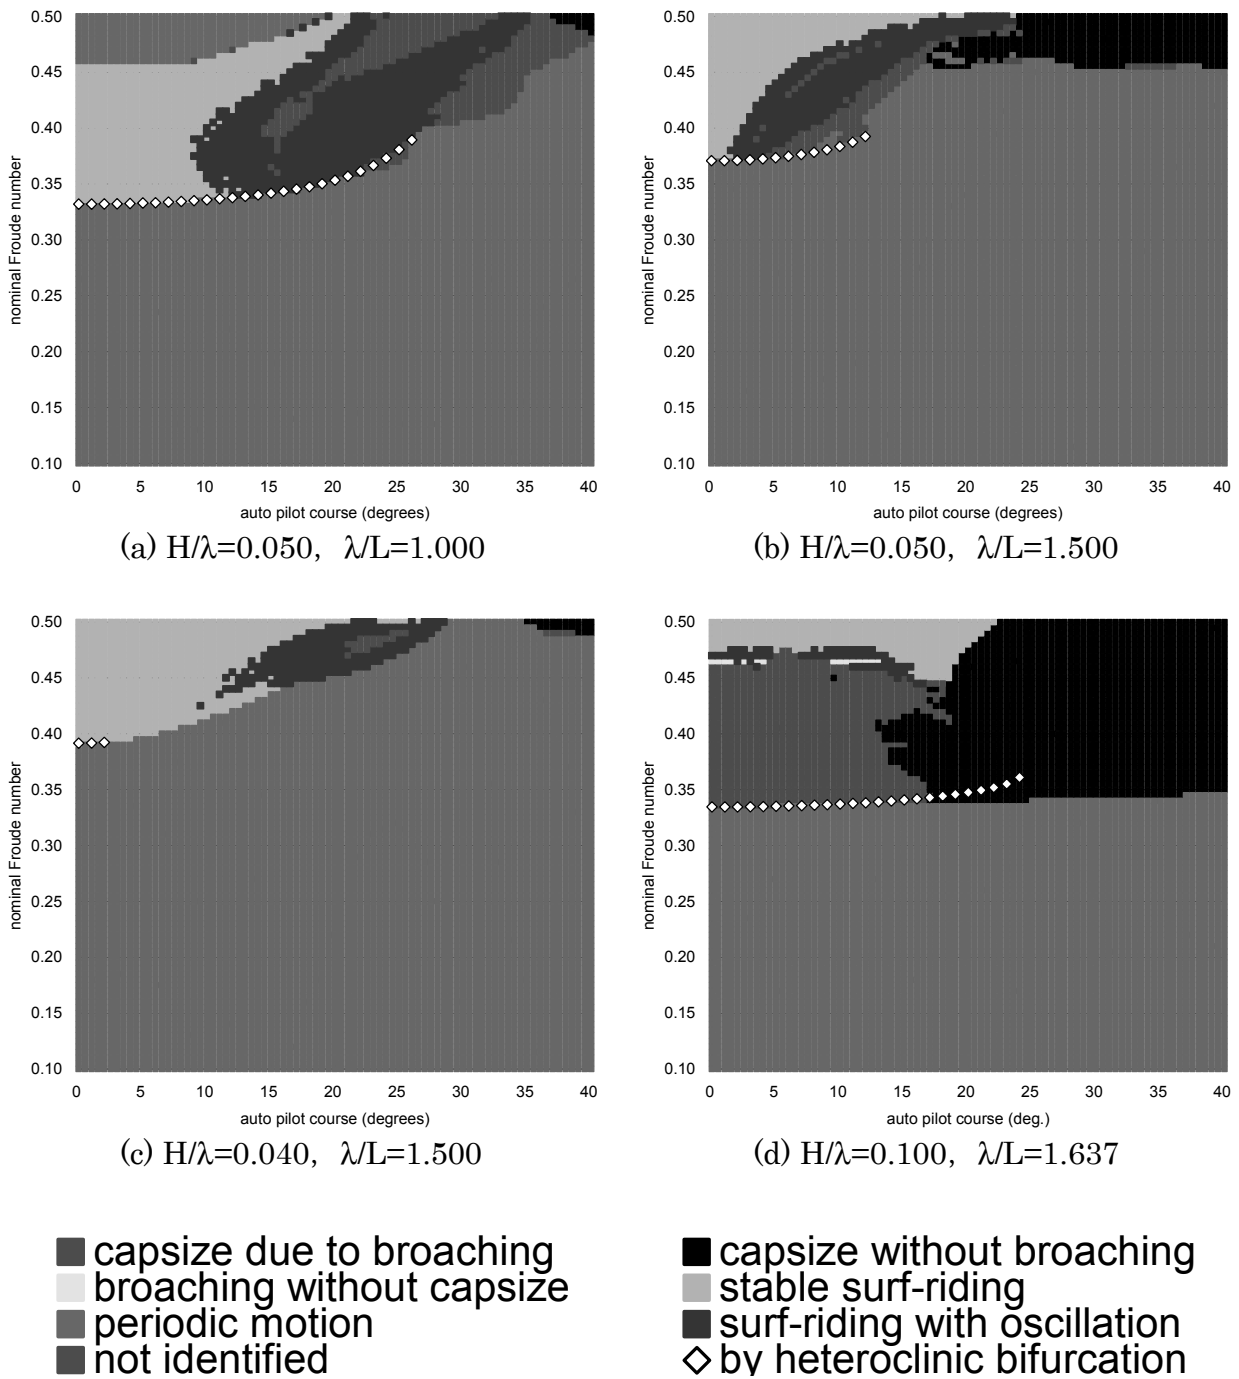 0.50
0.45
0.40
0.35
0.30
0.25
0.20
0.15
0.10
nominal Froude number
0 5 10 15 20 25 30 35 40
auto pilot course (degrees)
(a) H/λ=0.050, λ/L=1.000
0.50
0.45
0.40
0.35
0.30
0.25
0.20
0.15
0.10
nominal Froude number
0 5 10 15 20 25 30 35 40
auto pilot course (degrees)
(b) H/λ=0.050, λ/L=1.500
0.50
0.45
0.40
0.35
0.30
0.25
0.20
0.15
0.10
nominal Froude number
0 5 10 15 20 25 30 35 40
auto pilot course (degrees)
(c) H/λ=0.040, λ/L=1.500
0.50
0.45
0.40
0.35
0.30
0.25
0.20
0.15
0.10
nominal Froude number
0 5 10 15 20 25 30 35 40
auto pilot course (deg.)
(d) H/λ=0.100, λ/L=1.637
capsize due to broaching
broaching without capsize
periodic motion
not identified
capsize without broaching
stable surf-riding
surf-riding with oscillation
by heteroclinic bifurcation